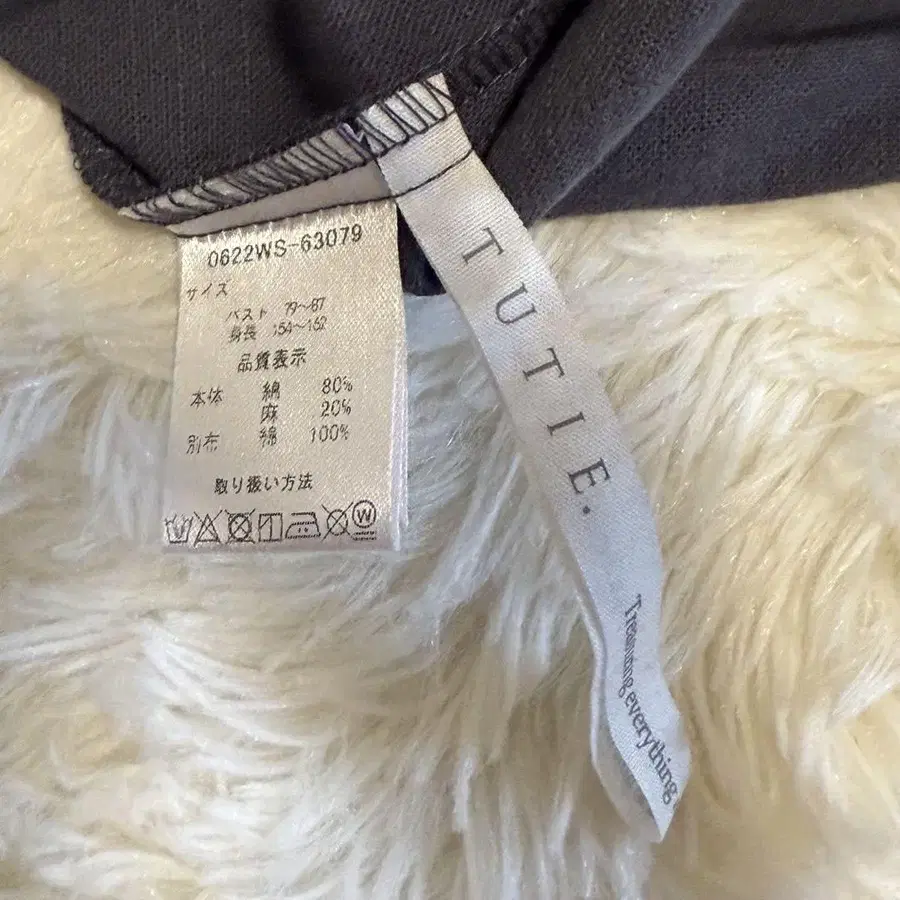 0622WS-63079
サイズ
バスト 79~87
身長 154~162
品質表示
本体 綿 80%
麻 20%
別布 綿 100%
取り扱い方法
W
TUTIE.
Treasuring everything